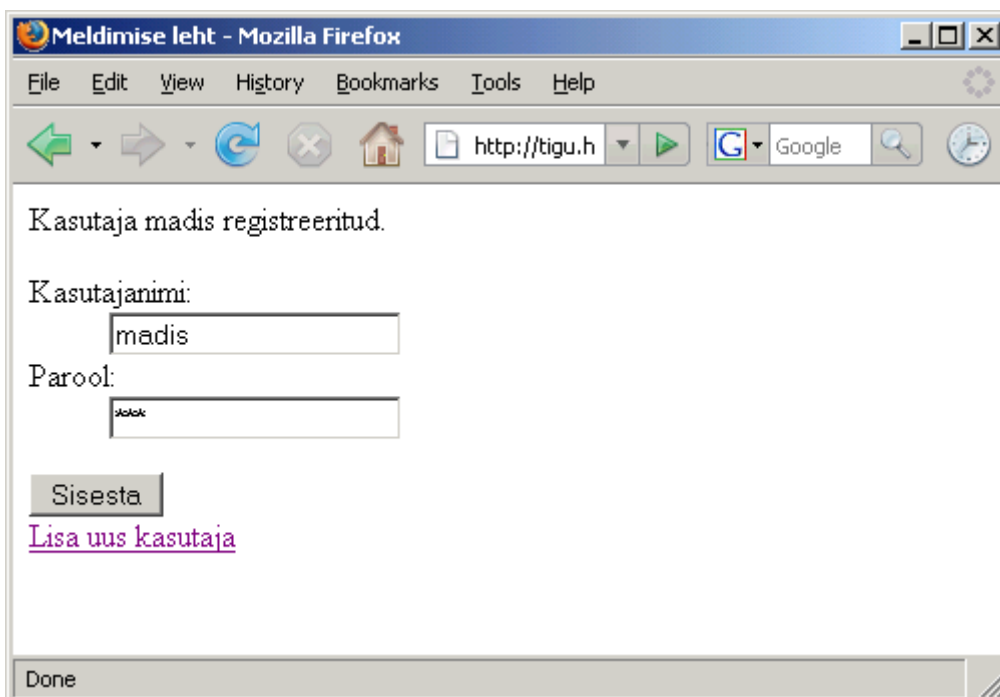 Meldimise leht - Mozilla Firefox
File Edit View History Bookmarks Tools Help
http://tigu.h G Google
Kasutaja madis registreeritud.
Kasutajanimi:
madis
Parool:
***
Sisesta
Lisa uus kasutaja
Done